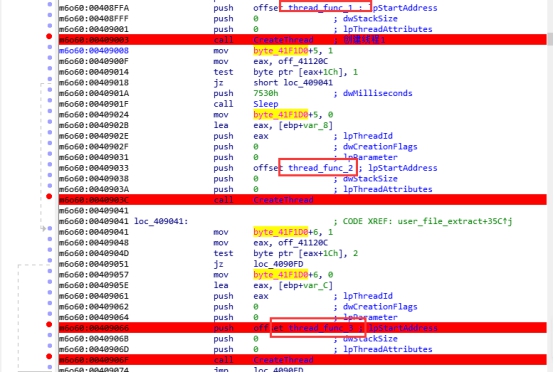 m6o60:00408FFA push offset thread_func_1 ; lpStartAddress
m6o60:00408FFF push 0 ; dwStackSize
m6o60:00409001 push 0 ; lpThreadAttributes
m6o60:00409003 call CreateThread ; 创建线程1
m6o60:00409008 mov byte_41F1D0+5, 1
m6o60:0040900F mov eax, off_41120C
m6o60:00409014 test byte ptr [eax+1Ch], 1
m6o60:00409018 jz short loc_409041
m6o60:0040901A push 7530h ; dwMilliseconds
m6o60:0040901F call Sleep
m6o60:00409024 mov byte_41F1D0+5, 0
m6o60:0040902B lea eax, [ebp+var_8]
m6o60:0040902E push eax ; lpThreadId
m6o60:0040902F push 0 ; dwCreationFlags
m6o60:00409031 push 0 ; lpParameter
m6o60:00409033 push offset thread_func_2 ; lpStartAddress
m6o60:00409038 push 0 ; dwStackSize
m6o60:0040903A push 0 ; lpThreadAttributes
m6o60:0040903C call CreateThread
m6o60:00409041
m6o60:00409041 loc_409041: ; CODE XREF: user_file_extract+35C↑j
m6o60:00409041 mov byte_41F1D0+6, 1
m6o60:00409048 mov eax, off_41120C
m6o60:0040904D test byte ptr [eax+1Ch], 2
m6o60:00409051 jz loc_4090FD
m6o60:00409057 mov byte_41F1D0+6, 0
m6o60:0040905E lea eax, [ebp+var_C]
m6o60:00409061 push eax ; lpThreadId
m6o60:00409062 push 0 ; dwCreationFlags
m6o60:00409064 push 0 ; lpParameter
m6o60:00409066 push offset thread_func_3 ; lpStartAddress
m6o60:00409068 push 0 ; dwStackSize
m6o60:0040906D push 0 ; lpThreadAttributes
m6o60:0040906F call CreateThread
m6o60:00409074 jmp loc_4090FD